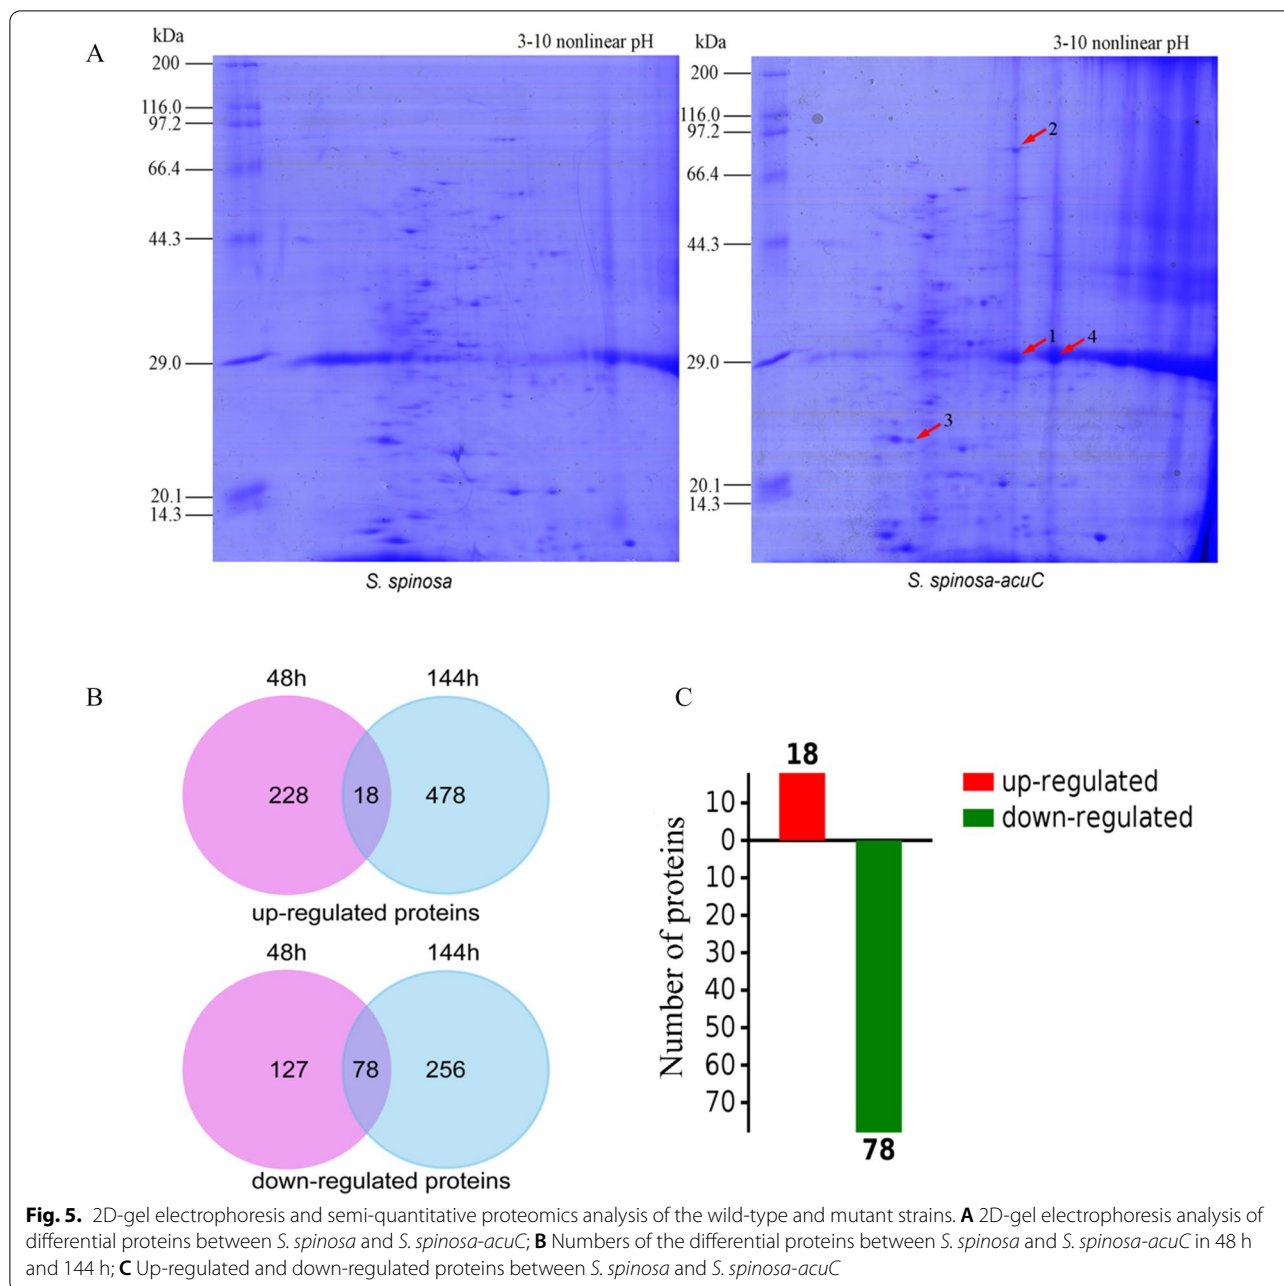 A
kDa
3-10 nonlinear pH
200
116.0
97.2
66.4
44.3
29.0
20.1
14.3
S. spinosa
kDa
3-10 nonlinear pH
200
116.0
97.2
66.4
44.3
29.0
20.1
14.3
2
1
4
3
S. spinosa-acuC
B
48h
144h
228
18
478
up-regulated proteins
48h
144h
127
78
256
down-regulated proteins
C
18
up-regulated
down-regulated
Number of proteins
10
0
10
20
30
40
50
60
70
78
Fig. 5. 2D-gel electrophoresis and semi-quantitative proteomics analysis of the wild-type and mutant strains. A 2D-gel electrophoresis analysis of
differential proteins between S. spinosa and S. spinosa-acuC; B Numbers of the differential proteins between S. spinosa and S. spinosa-acuC in 48 h
and 144 h; C Up-regulated and down-regulated proteins between S. spinosa and S. spinosa-acuC